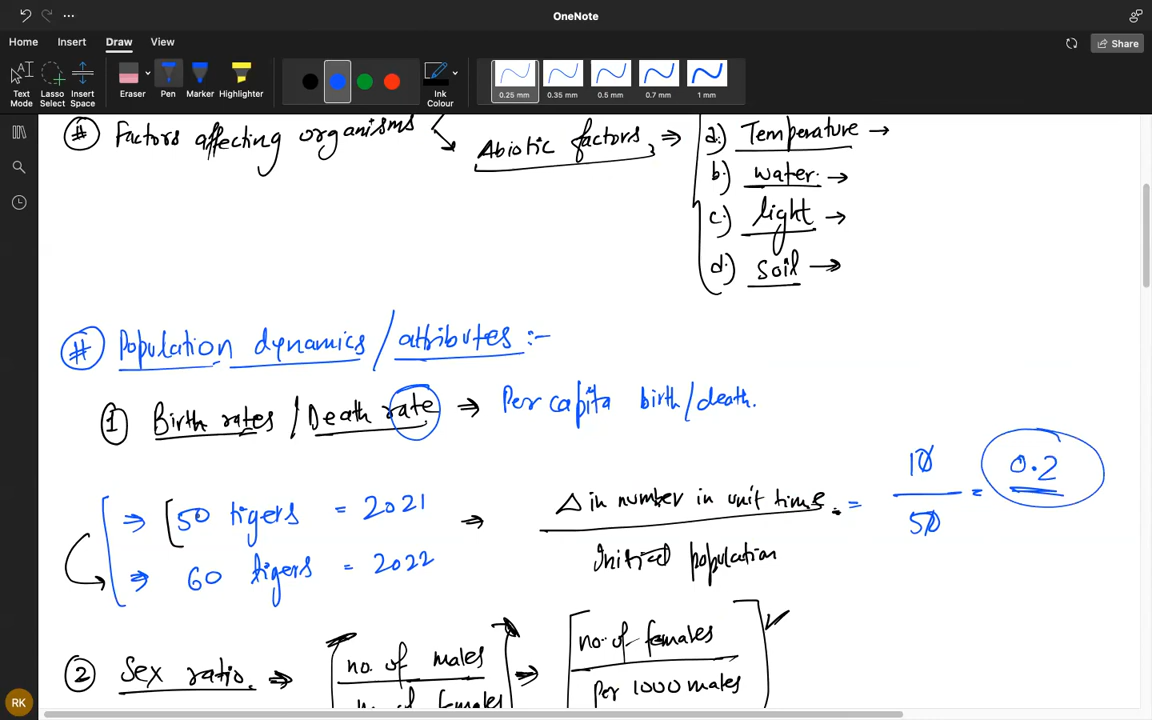 OneNote
Home Insert Draw View
Share
Text Mode
Lasso Select
Insert Space
Eraser
Pen
Marker
Highlighter
Ink Colour
0.25 mm
0.35 mm
0.5 mm
0.7 mm
1 mm
# Factors affecting organisms
Abiotic factors ⇒
a.) Temperature →
b.) water. →
c.) light →
d.) soil →
# Population dynamics / attributes :-
① Birth rates / Death rate ⇒ Per capita birth/death.
⇒ 50 tigers = 2021
⇒ 60 tigers = 2022
→ Δ in number in unit time.
Initial population
= 10
50
= 0.2
② Sex ratio. → no. of males
no. of females
→ no. of females
per 1000 males
RK